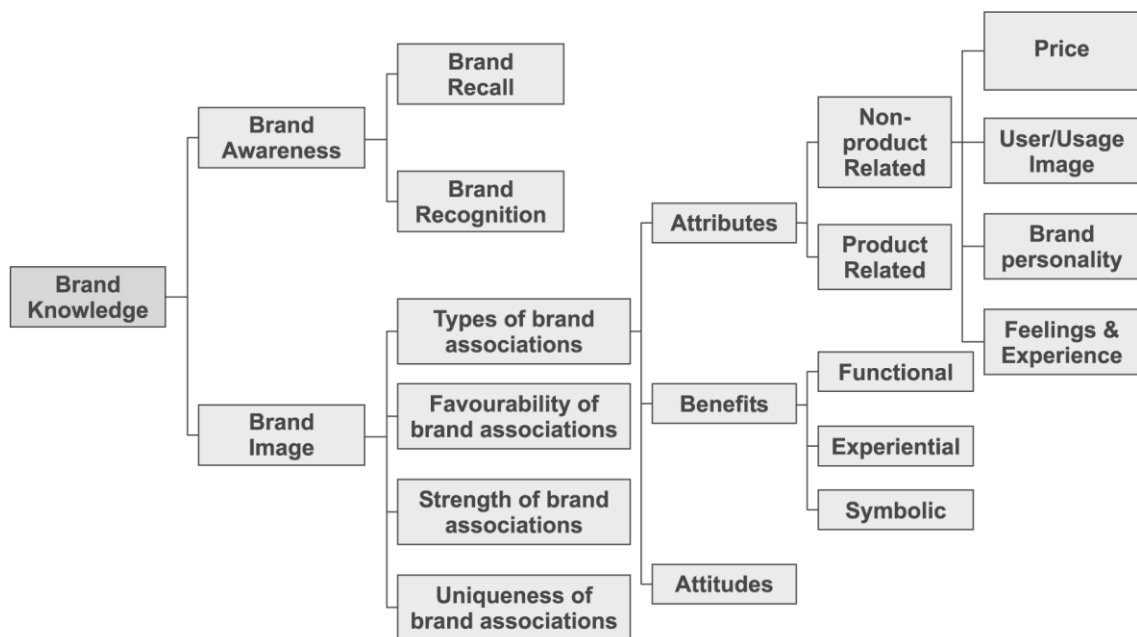 Brand
Knowledge
Brand
Awareness
Brand
Recall
Brand
Recognition
Brand
Image
Types of brand
associations
Favourability of
brand associations
Strength of brand
associations
Uniqueness of
brand associations
Attributes
Non-
product
Related
Price
User/Usage
Image
Brand
personality
Feelings &
Experience
Product
Related
Benefits
Functional
Experiential
Symbolic
Attitudes